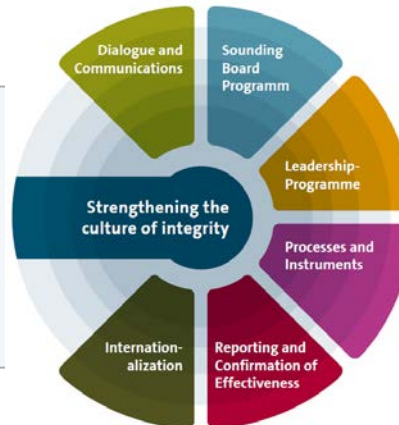 Dialogue and
Communications
Sounding
Board
Programm
Leadership-
Programme
Strengthening the
culture of integrity
Processes and
Instruments
Internation-
alization
Reporting and
Confirmation of
Effectiveness